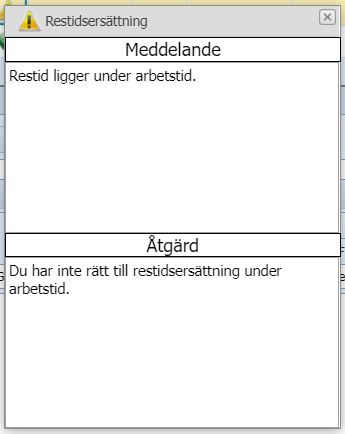 Restidsersättning
Meddelande
Restid ligger under arbetstid.
Åtgärd
Du har inte rätt till restidsersättning under
arbetstid.